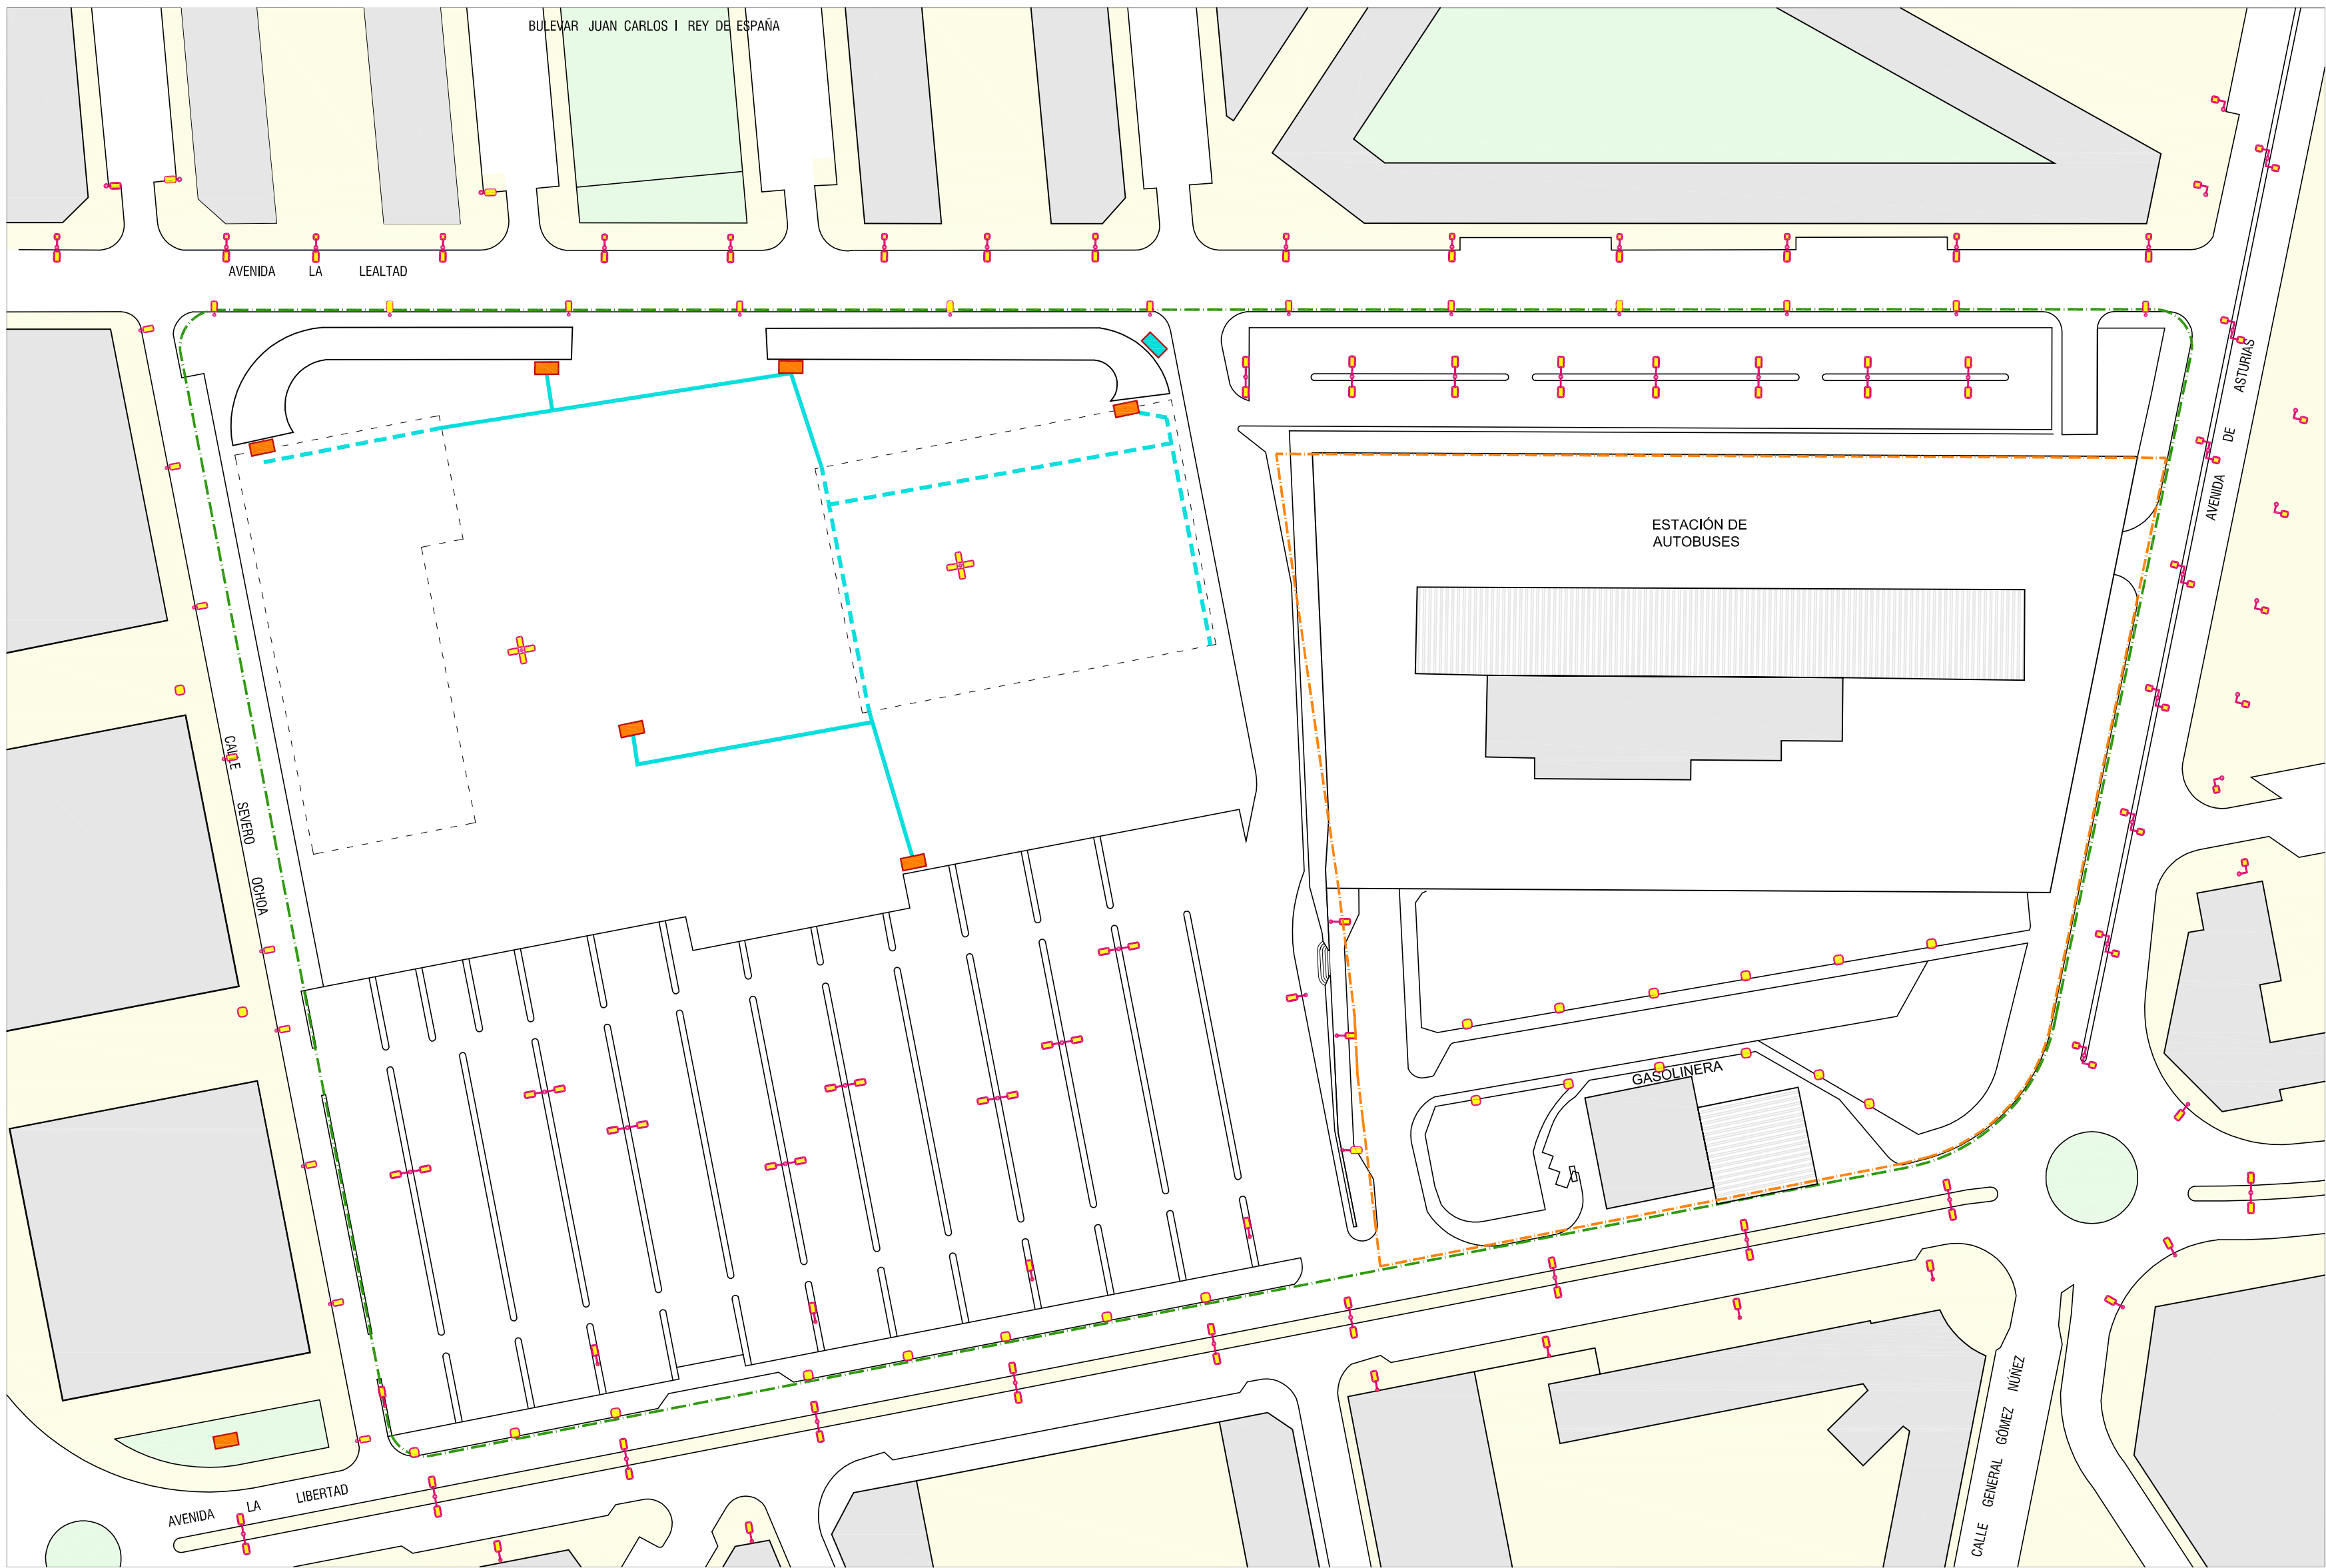 BULEVAR JUAN CARLOS I REY DE ESPAÑA
AVENIDA LA LEALTAD
AVENIDA DE ASTURIAS
ESTACIÓN DE
AUTOBUSES
CALLE SEVERO OCHOA
GASOLINERA
AVENIDA LA LIBERTAD
CALLE GENERAL GÓMEZ NÚÑEZ